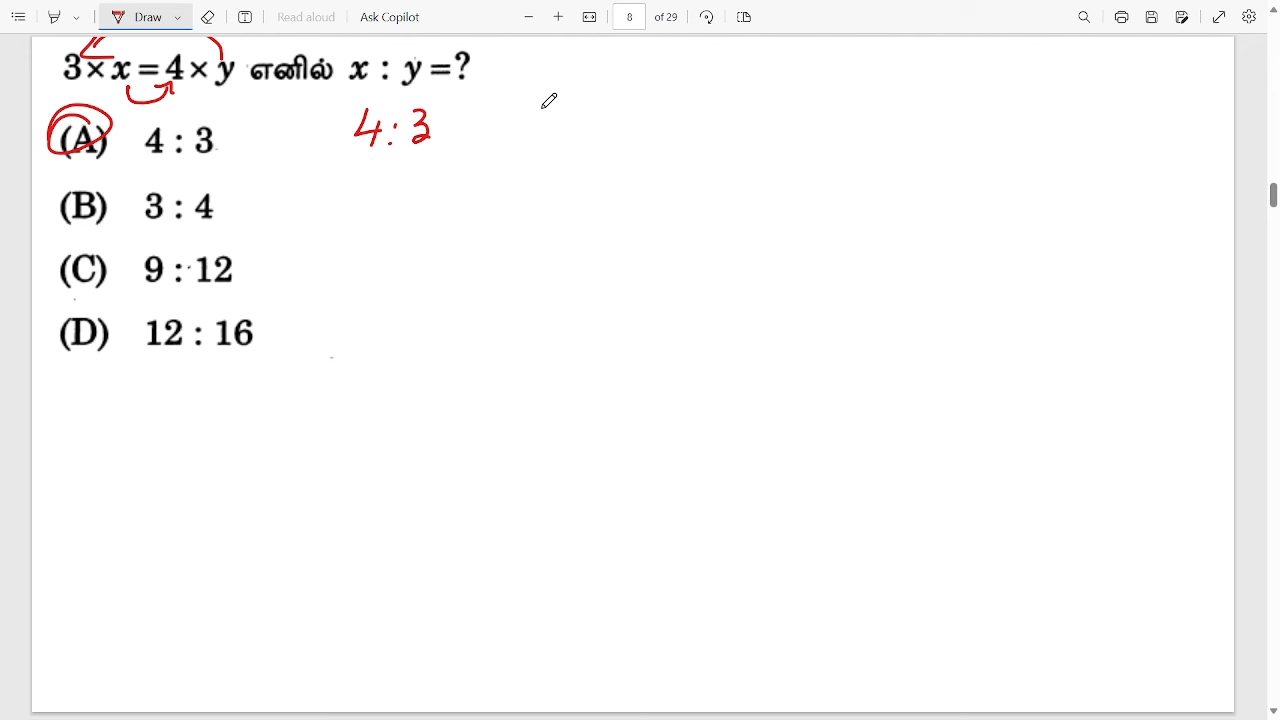 Draw
Read aloud
Ask Copilot
8
of 29
3 × x = 4 × y எனில் x : y = ?
4 : 3
(A) 4 : 3
(B) 3 : 4
(C) 9 : 12
(D) 12 : 16